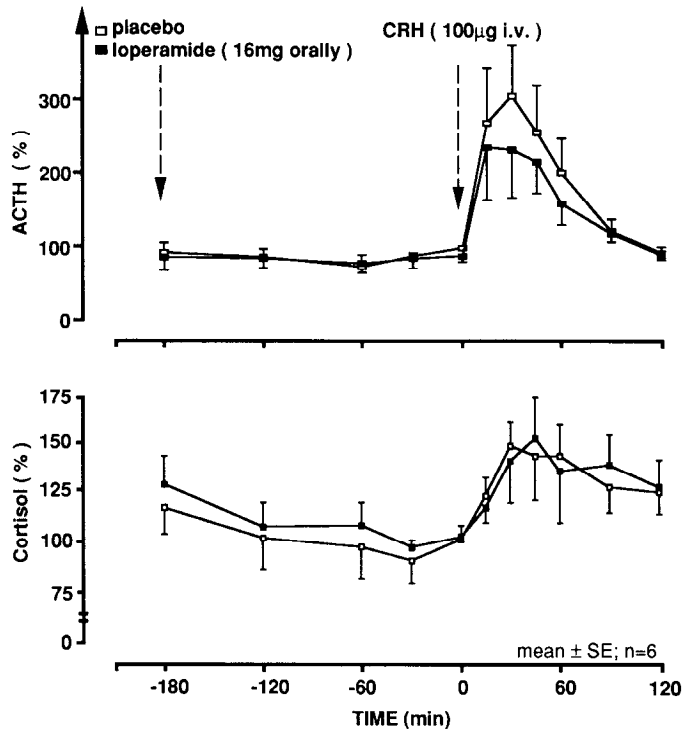 placebo
loperamide ( 16mg orally)
CRH ( 100µg i.v. )
ACTH ( % )
300
200
100
0
Cortisol ( % )
175
150
125
100
75
0
mean ± SE; n=6
-180 -120 -60 0 60 120
TIME (min)